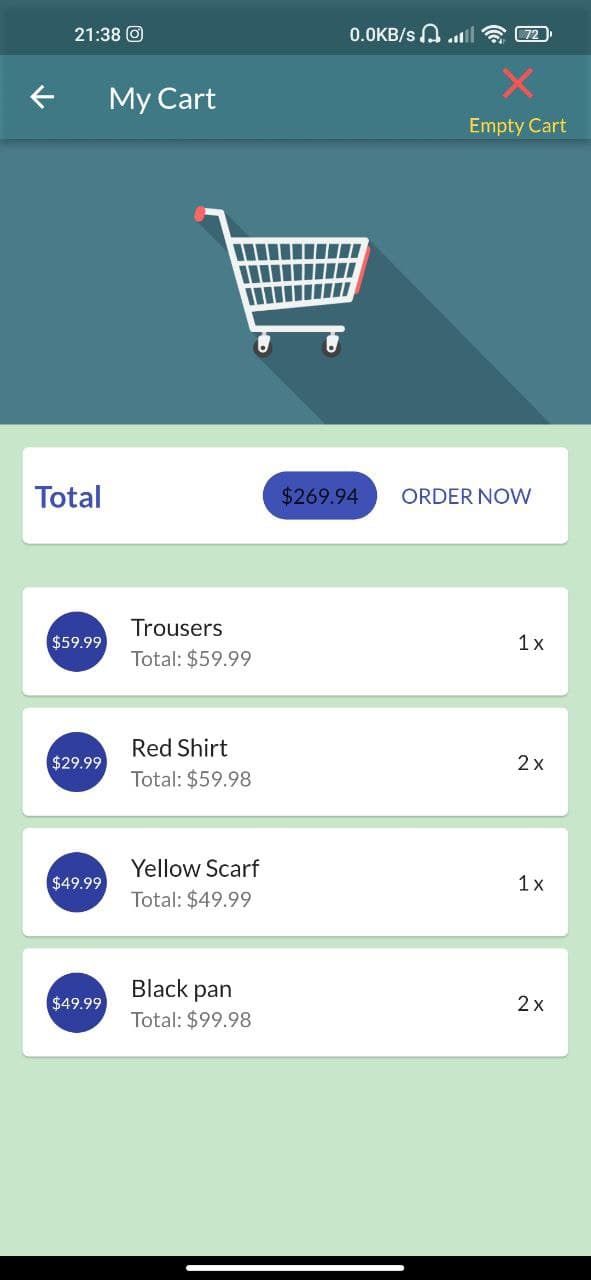 21:38 0.0KB/s 72
My Cart
Empty Cart
Total $269.94 ORDER NOW
$59.99 Trousers 1 x
Total: $59.99
$29.99 Red Shirt 2 x
Total: $59.98
$49.99 Yellow Scarf 1 x
Total: $49.99
$49.99 Black pan 2 x
Total: $99.98